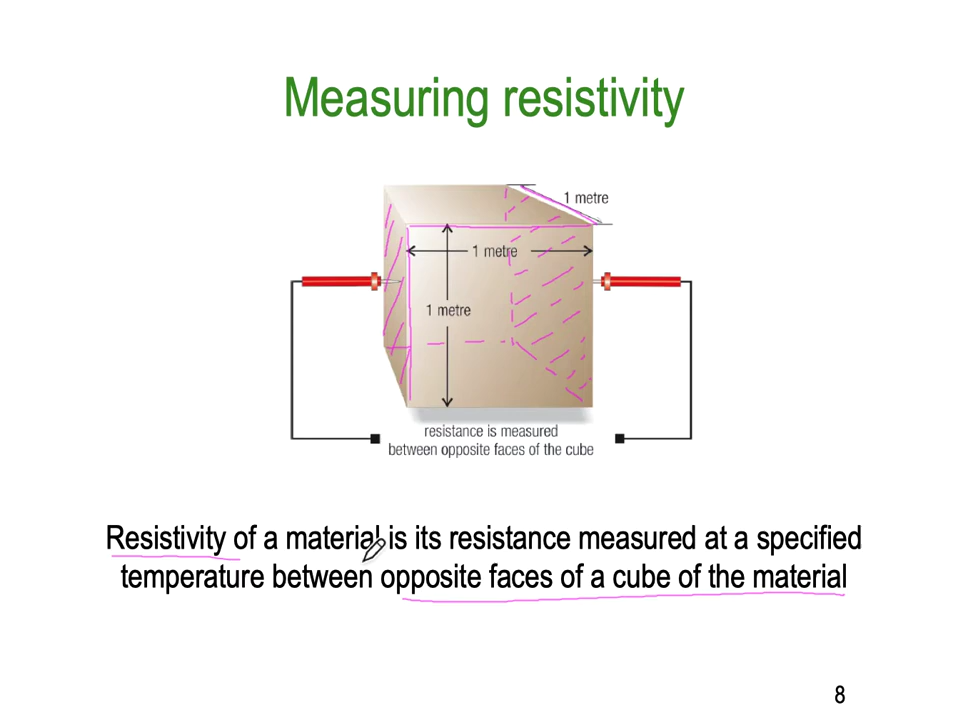 Measuring resistivity
1 metre
1 metre
1 metre
resistance is measured
between opposite faces of the cube
Resistivity of a material is its resistance measured at a specified
temperature between opposite faces of a cube of the material
8